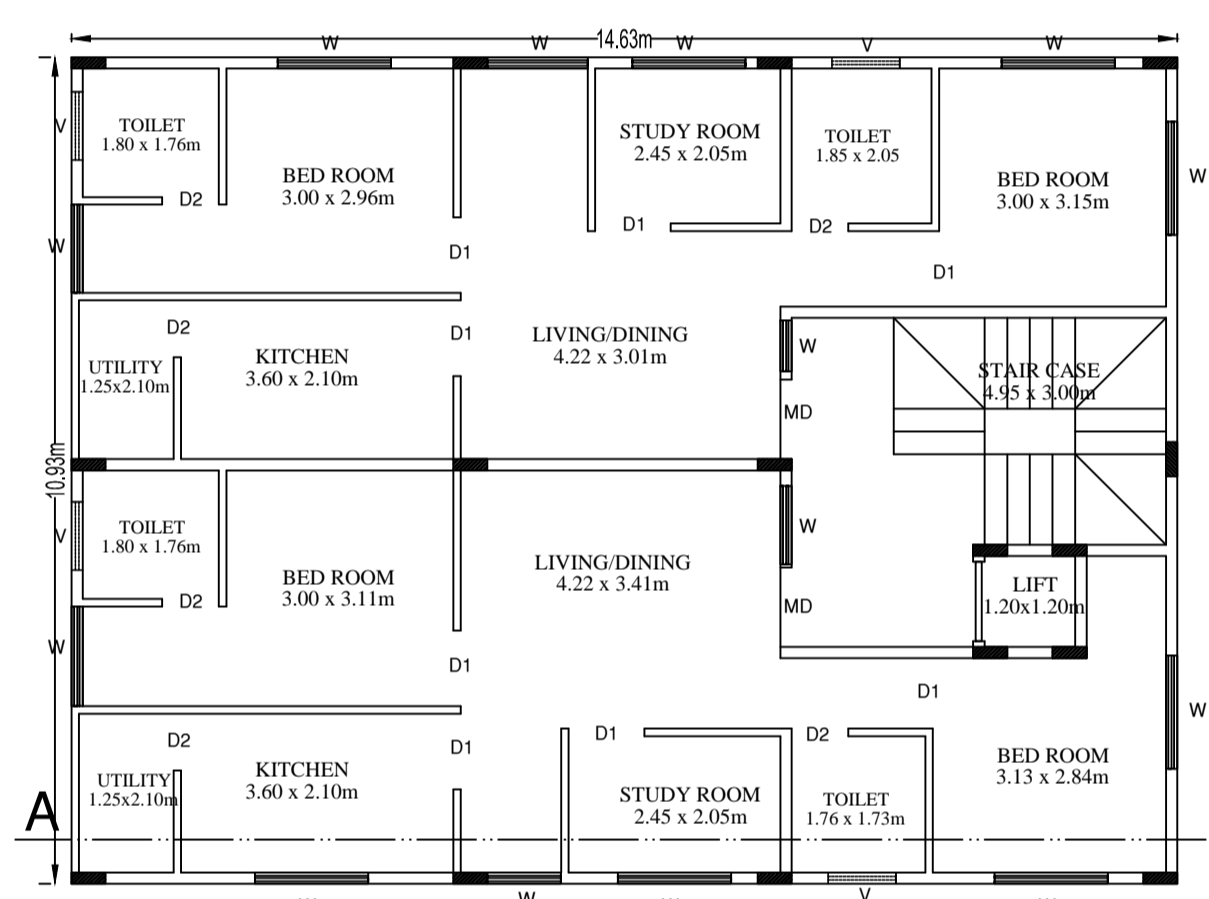 14.63m
W
W
W
V
W
TOILET
1.80 x 1.76m
V
BED ROOM
3.00 x 2.96m
D2
STUDY ROOM
2.45 x 2.05m
TOILET
1.85 x 2.05
BED ROOM
3.00 x 3.15m
W
D1
D2
W
D1
D1
D2
D1
LIVING/DINING
4.22 x 3.01m
W
UTILITY
1.25x2.10m
KITCHEN
3.60 x 2.10m
STAIR CASE
4.95 x 3.00m
MD
10.93m
TOILET
1.80 x 1.76m
V
W
LIVING/DINING
4.22 x 3.41m
BED ROOM
3.00 x 3.11m
D2
MD
LIFT
1.20x1.20m
W
D1
D1
W
D2
D1
D1
D2
UTILITY
1.25x2.10m
KITCHEN
3.60 x 2.10m
STUDY ROOM
2.45 x 2.05m
TOILET
1.76 x 1.73m
BED ROOM
3.13 x 2.84m
A
W
V